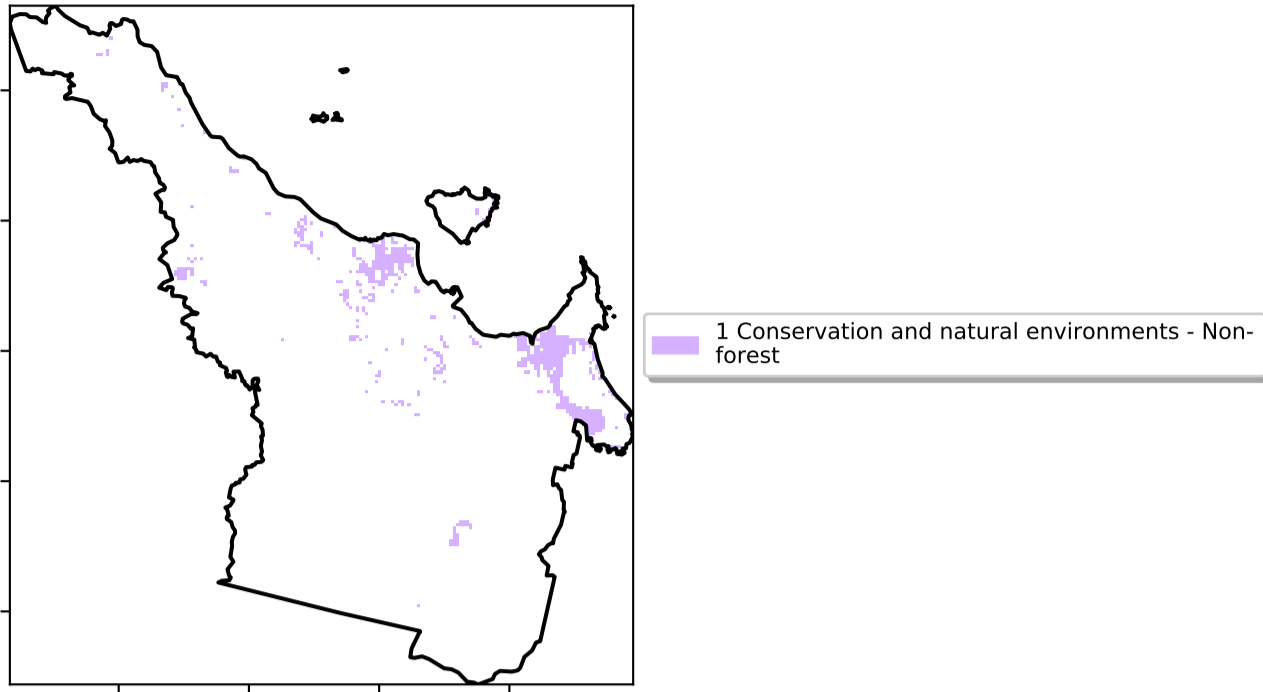 1 Conservation and natural environments - Non-
forest